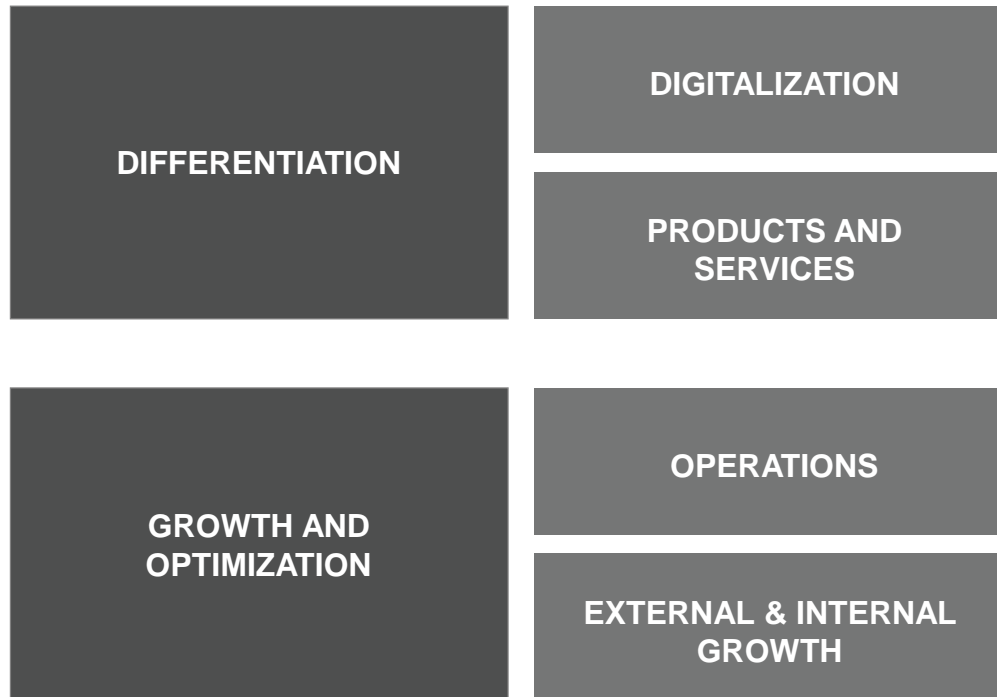 DIFFERENTIATION
DIGITALIZATION
PRODUCTS AND
SERVICES
GROWTH AND
OPTIMIZATION
OPERATIONS
EXTERNAL & INTERNAL
GROWTH